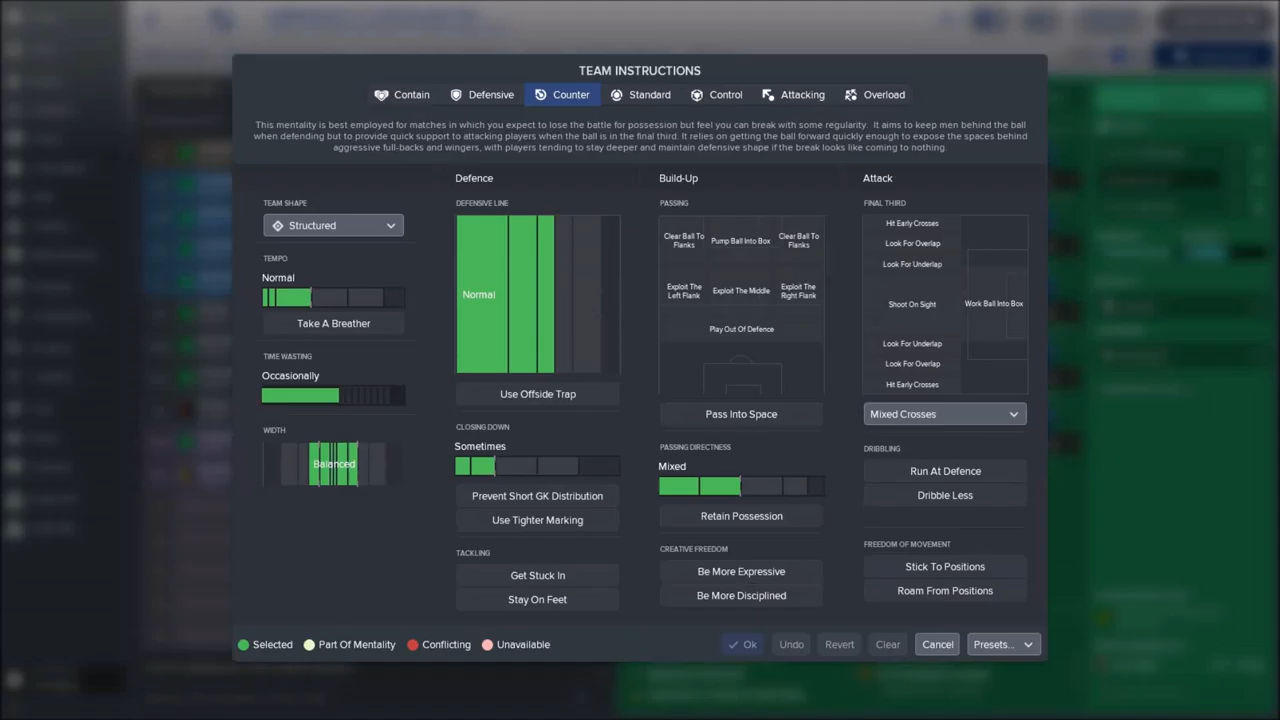 TEAM INSTRUCTIONS
Contain
Defensive
Counter
Standard
Control
Attacking
Overload
This mentality is best employed for matches in which you expect to lose the battle for possession but feel you can break with some regularity. It aims to keep men behind the ball
when defending but to provide quick support to attacking players when the ball is in the final third. It relies on getting the ball forward quickly enough to expose the spaces behind
aggressive full-backs and wingers, with players tending to stay deeper and maintain defensive shape if the break looks like coming to nothing.
TEAM SHAPE
Structured
TEMPO
Normal
Take A Breather
TIME WASTING
Occasionally
WIDTH
Balanced
Defence
DEFENSIVE LINE
Normal
Use Offside Trap
CLOSING DOWN
Sometimes
Prevent Short GK Distribution
Use Tighter Marking
TACKLING
Get Stuck In
Stay On Feet
Build-Up
PASSING
Clear Ball To
Flanks
Pump Ball Into Box
Clear Ball To
Flanks
Exploit The
Left Flank
Exploit The Middle
Exploit The
Right Flank
Play Out Of Defence
Pass Into Space
PASSING DIRECTNESS
Mixed
Retain Possession
CREATIVE FREEDOM
Be More Expressive
Be More Disciplined
Attack
FINAL THIRD
Hit Early Crosses
Look For Overlap
Look For Underlap
Shoot On Sight
Work Ball Into Box
Look For Underlap
Look For Overlap
Hit Early Crosses
Mixed Crosses
DRIBBLING
Run At Defence
Dribble Less
FREEDOM OF MOVEMENT
Stick To Positions
Roam From Positions
Selected
Part Of Mentality
Conflicting
Unavailable
Ok
Undo
Revert
Clear
Cancel
Presets...